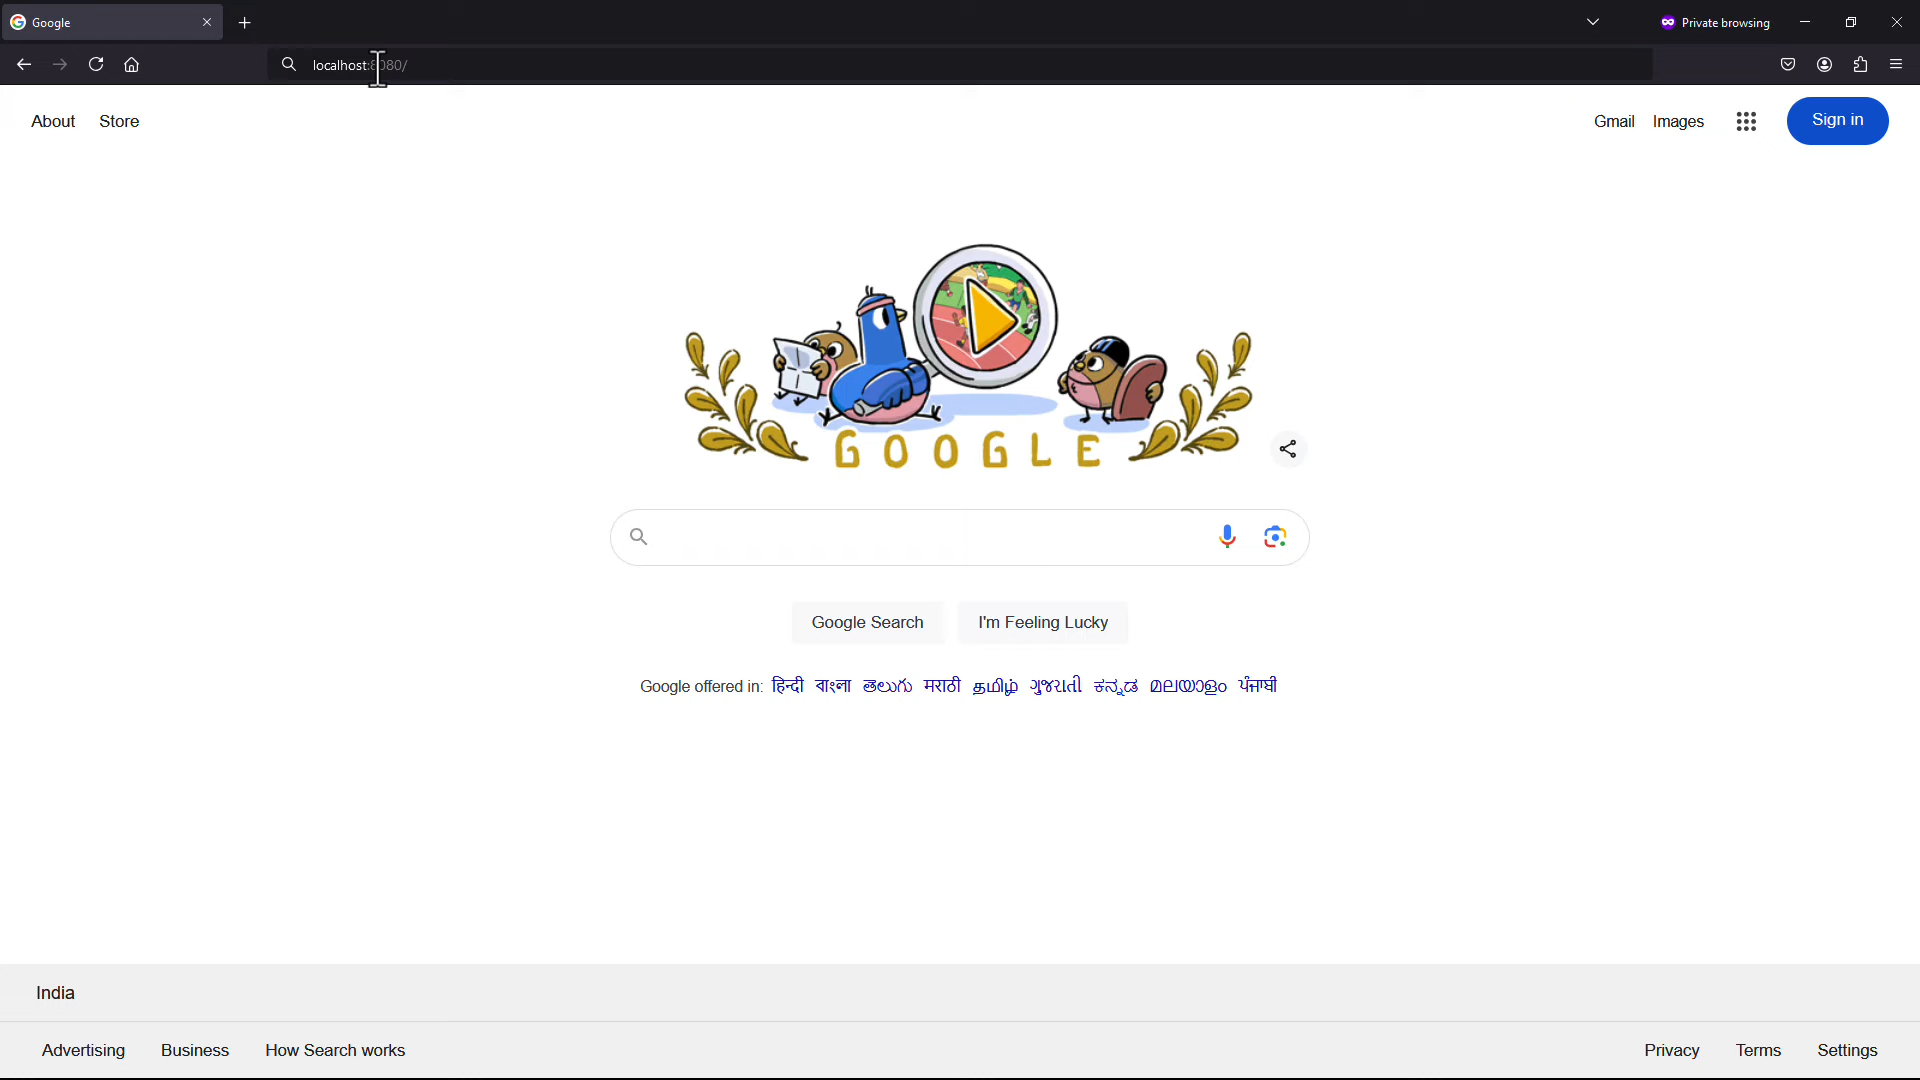 Google
Private browsing
localhost:8080/
About Store
Gmail Images Sign in
GOOGLE
Google Search I'm Feeling Lucky
Google offered in: हिन्दी বাংলা తెలుగు मराठी தமிழ் ગુજરાતી ಕನ್ನಡ മലയാളം ਪੰਜਾਬੀ
India
Advertising Business How Search works
Privacy Terms Settings